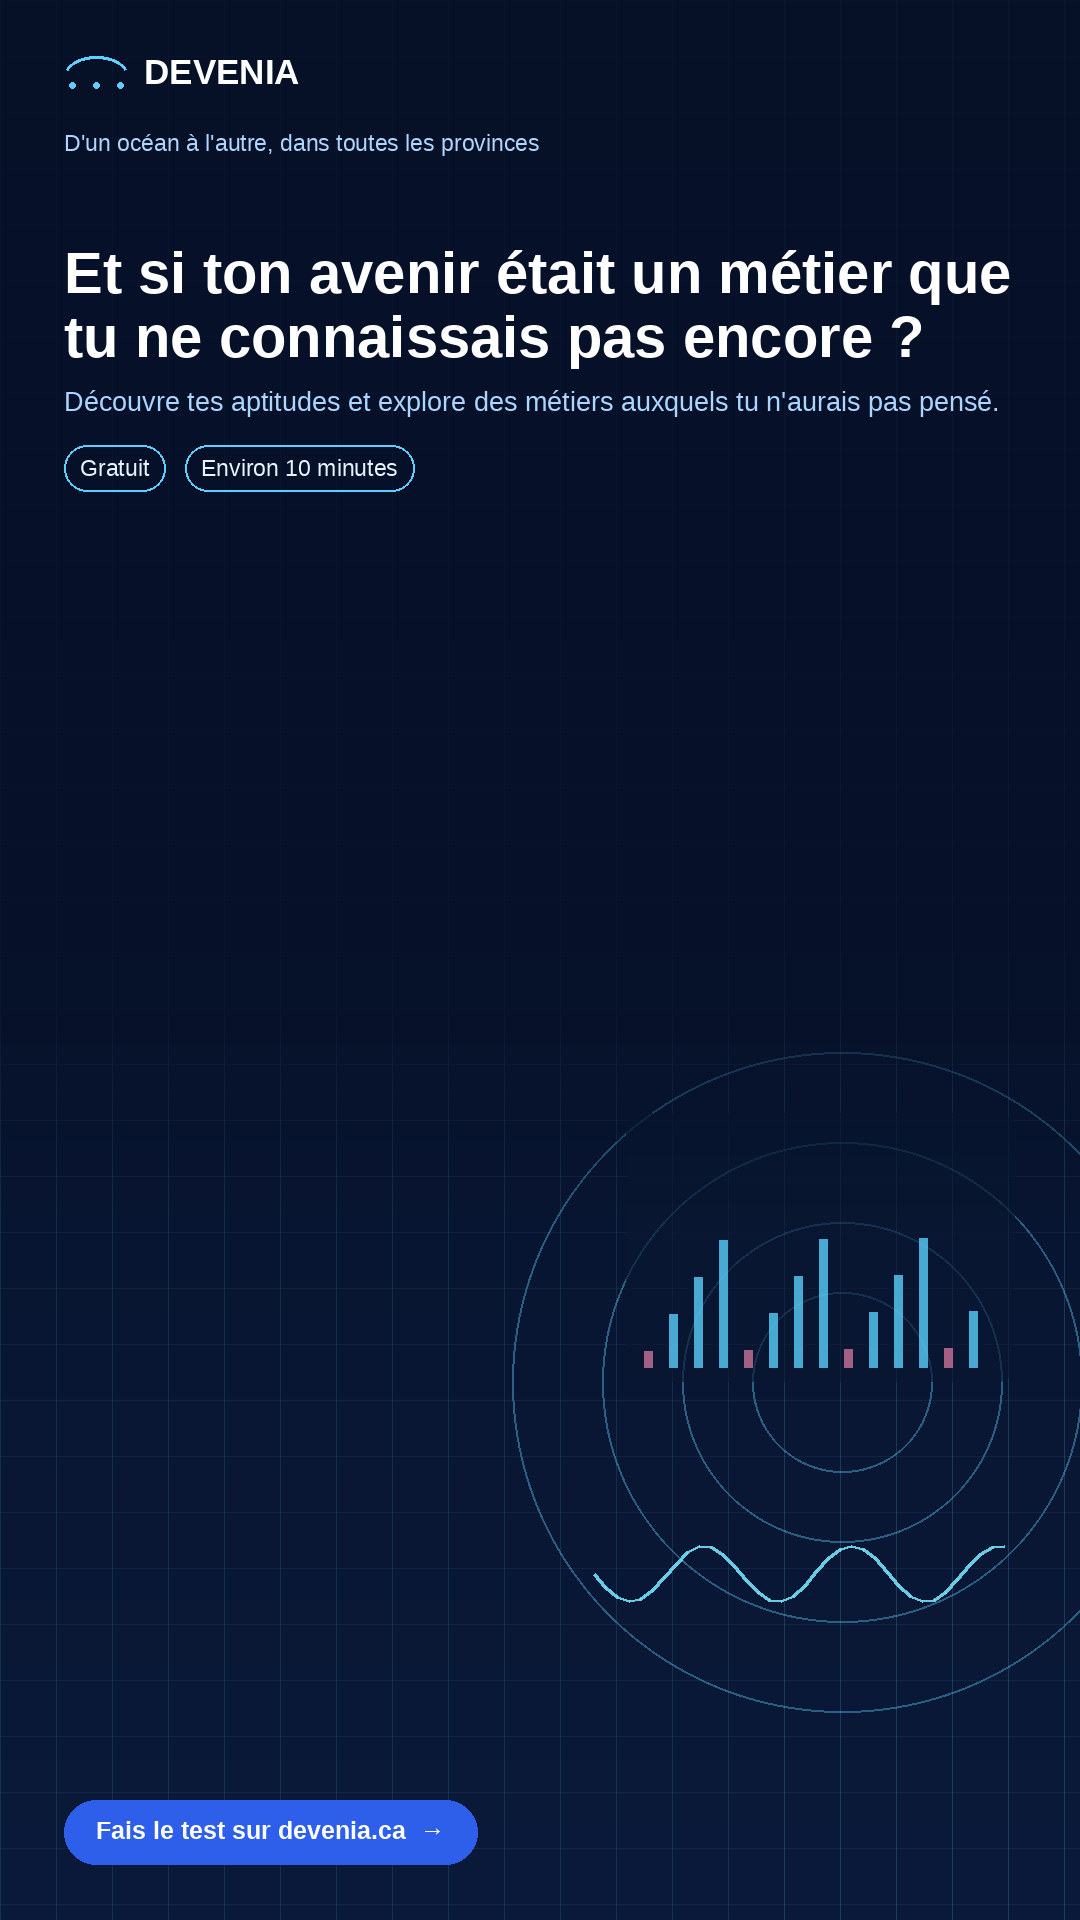 DEVENIA
D'un océan à l'autre, dans toutes les provinces
Et si ton avenir était un métier que
tu ne connaissais pas encore ?
Découvre tes aptitudes et explore des métiers auxquels tu n'aurais pas pensé.
Gratuit
Environ 10 minutes
Fais le test sur devenia.ca →